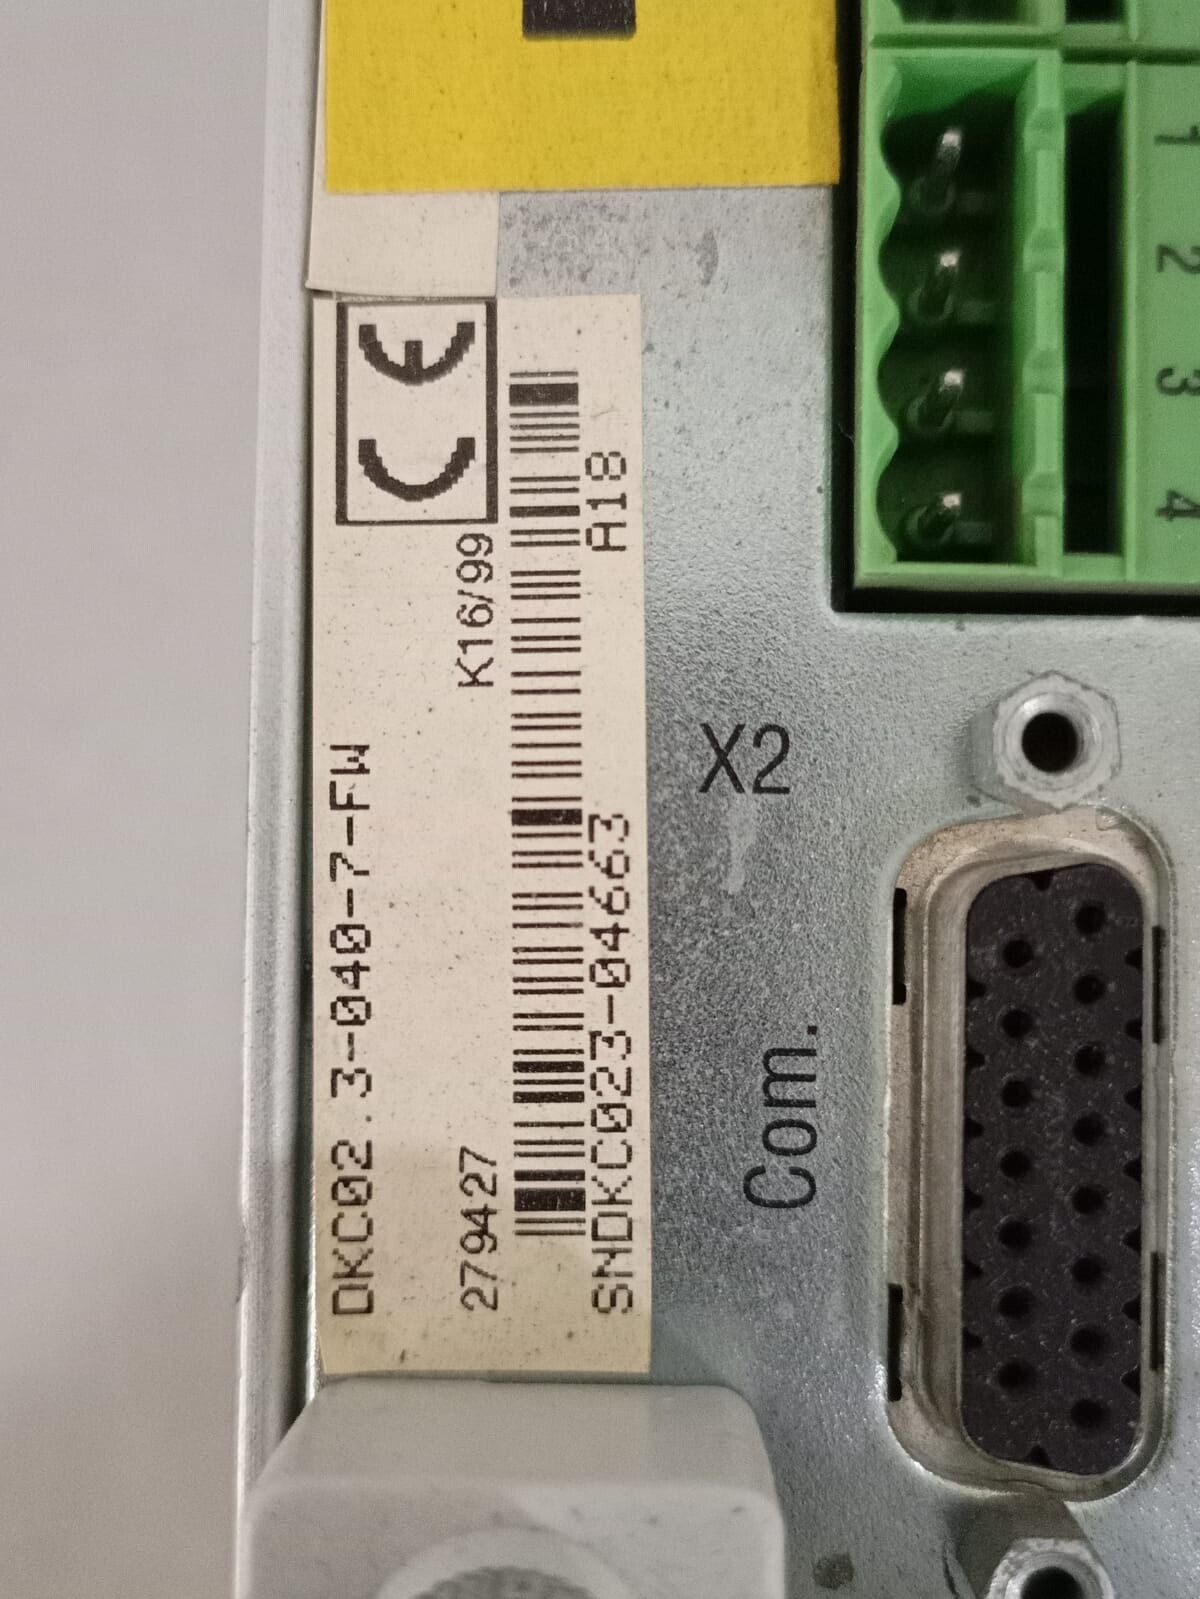 DKC02.3-040-7-FW
279427 K16/99
CE
SNDKC023-04663 A18
X2
Com.
1
2
3
4